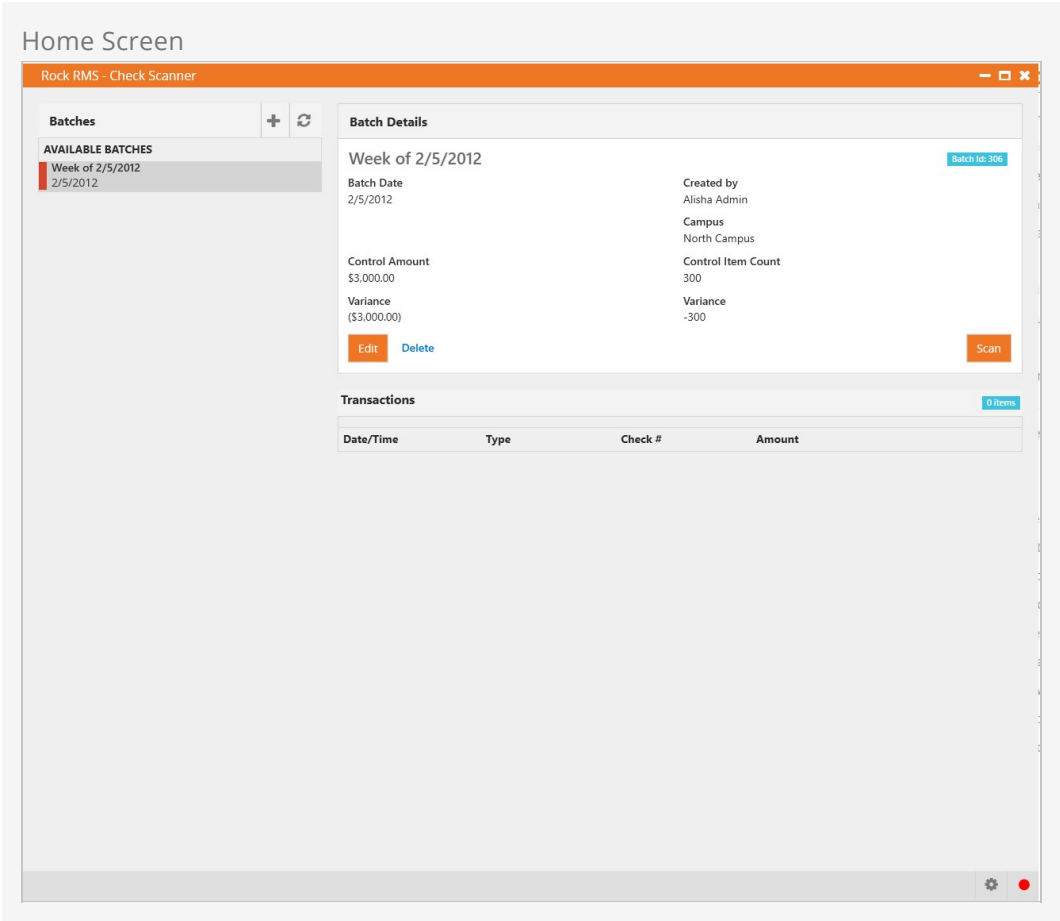 Home Screen
Rock RMS - Check Scanner
Batches
AVAILABLE BATCHES
Week of 2/5/2012
2/5/2012
Batch Details
Week of 2/5/2012
Batch Id: 306
Batch Date
2/5/2012
Created by
Alisha Admin
Campus
North Campus
Control Amount
$3,000.00
Control Item Count
300
Variance
($3,000.00)
Variance
-300
Edit
Delete
Scan
Transactions
0 items
Date/Time Type Check # Amount